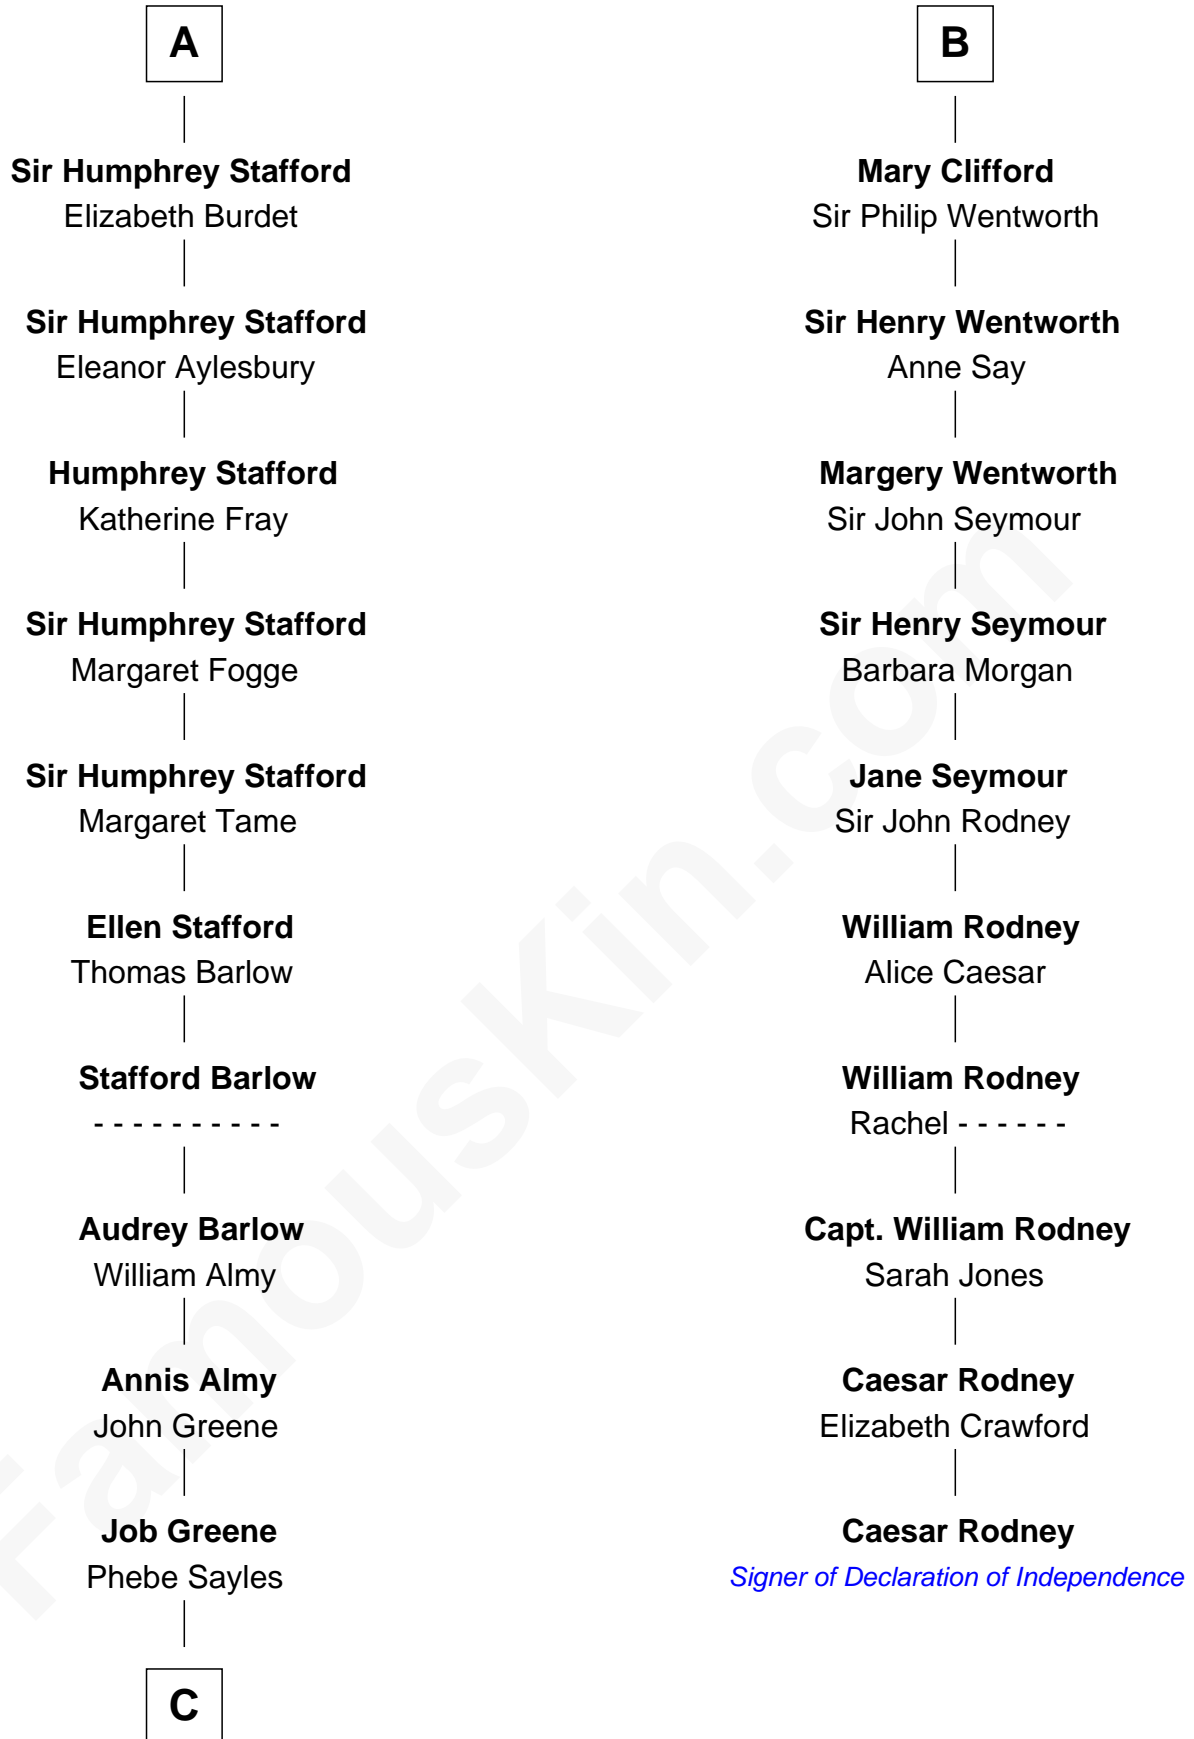 A
Sir Humphrey Stafford
Elizabeth Burdet
Sir Humphrey Stafford
Eleanor Aylesbury
Humphrey Stafford
Katherine Fray
Sir Humphrey Stafford
Margaret Fogge
Sir Humphrey Stafford
Margaret Tame
Ellen Stafford
Thomas Barlow
Stafford Barlow
- - - - - - - - - -
Audrey Barlow
William Almy
Annis Almy
John Greene
Job Greene
Phebe Sayles
C
B
Mary Clifford
Sir Philip Wentworth
Sir Henry Wentworth
Anne Say
Margery Wentworth
Sir John Seymour
Sir Henry Seymour
Barbara Morgan
Jane Seymour
Sir John Rodney
William Rodney
Alice Caesar
William Rodney
Rachel - - - - - -
Capt. William Rodney
Sarah Jones
Caesar Rodney
Elizabeth Crawford
Caesar Rodney
Signer of Declaration of Independence
FamousKin.com